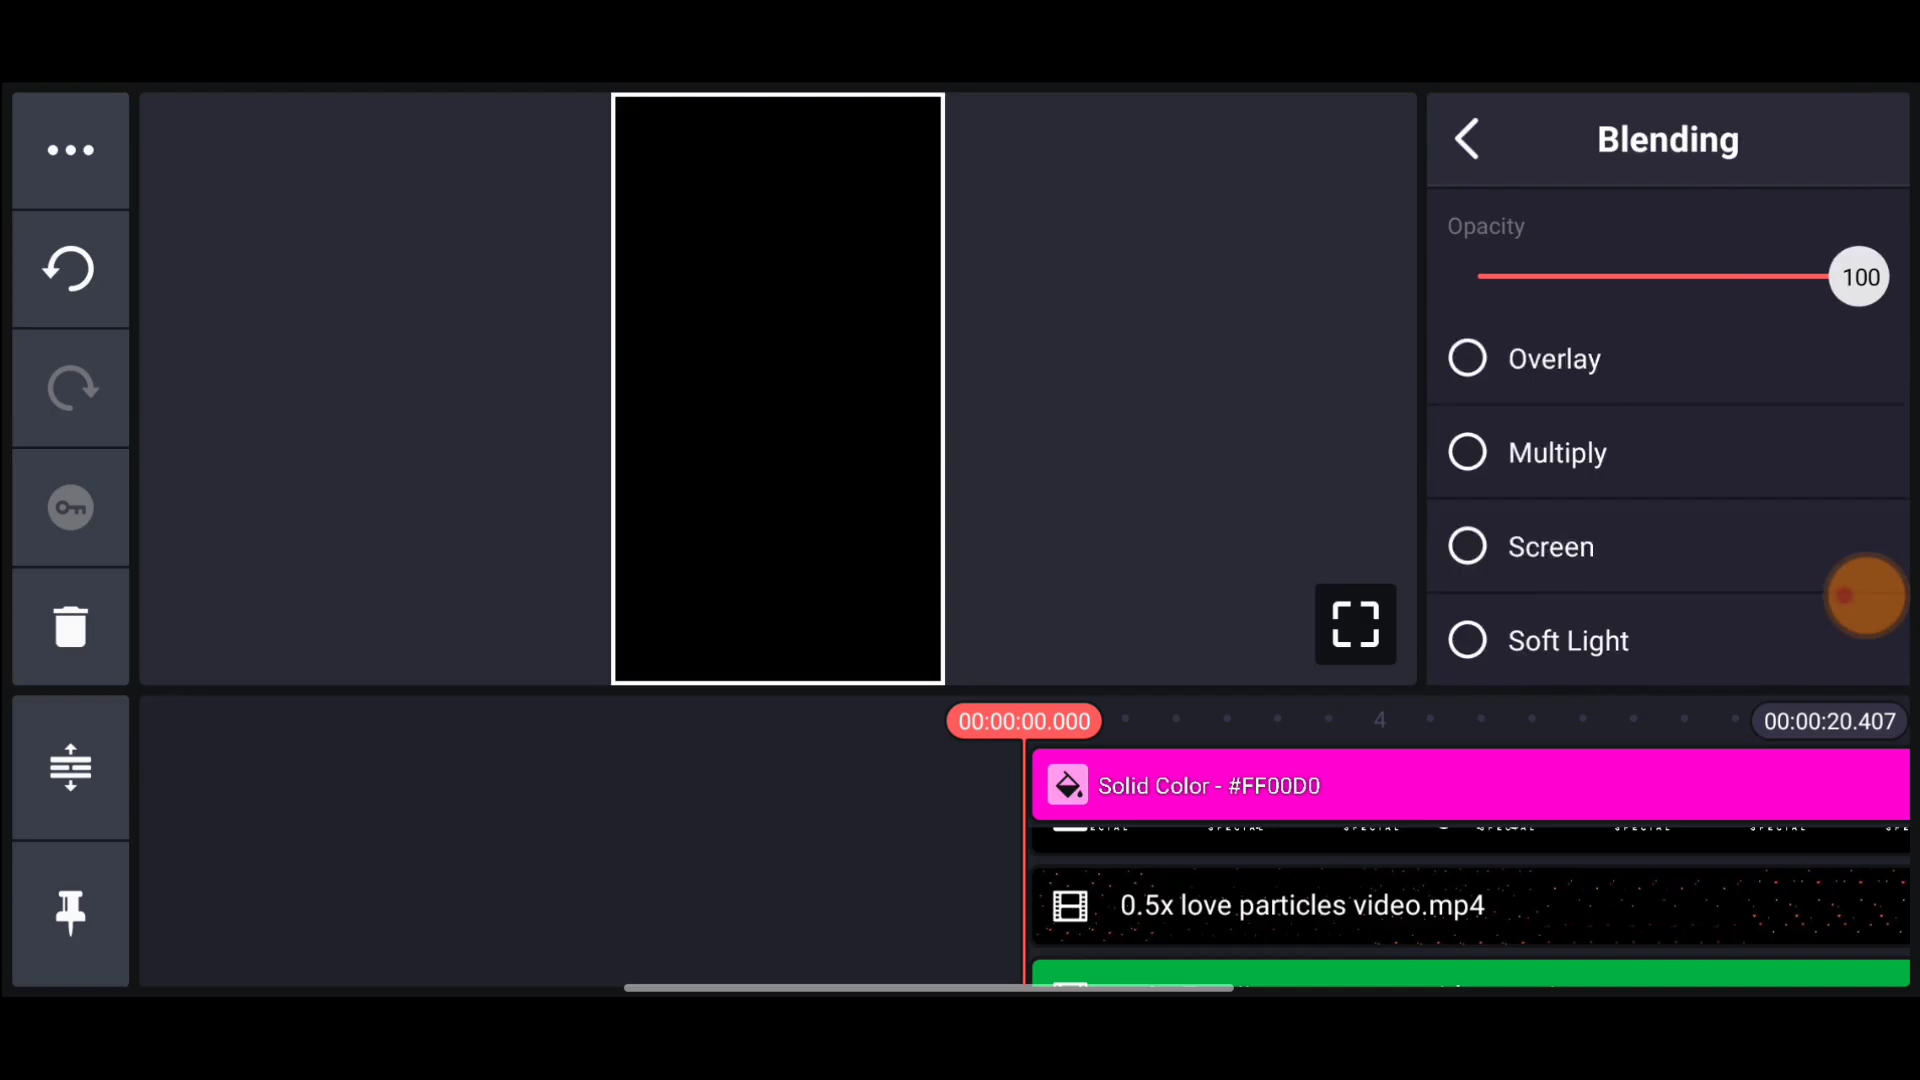 Blending
Opacity
100
Overlay
Multiply
Screen
Soft Light
00:00:00.000
4
00:00:20.407
Solid Color - #FF00D0
0.5x love particles video.mp4